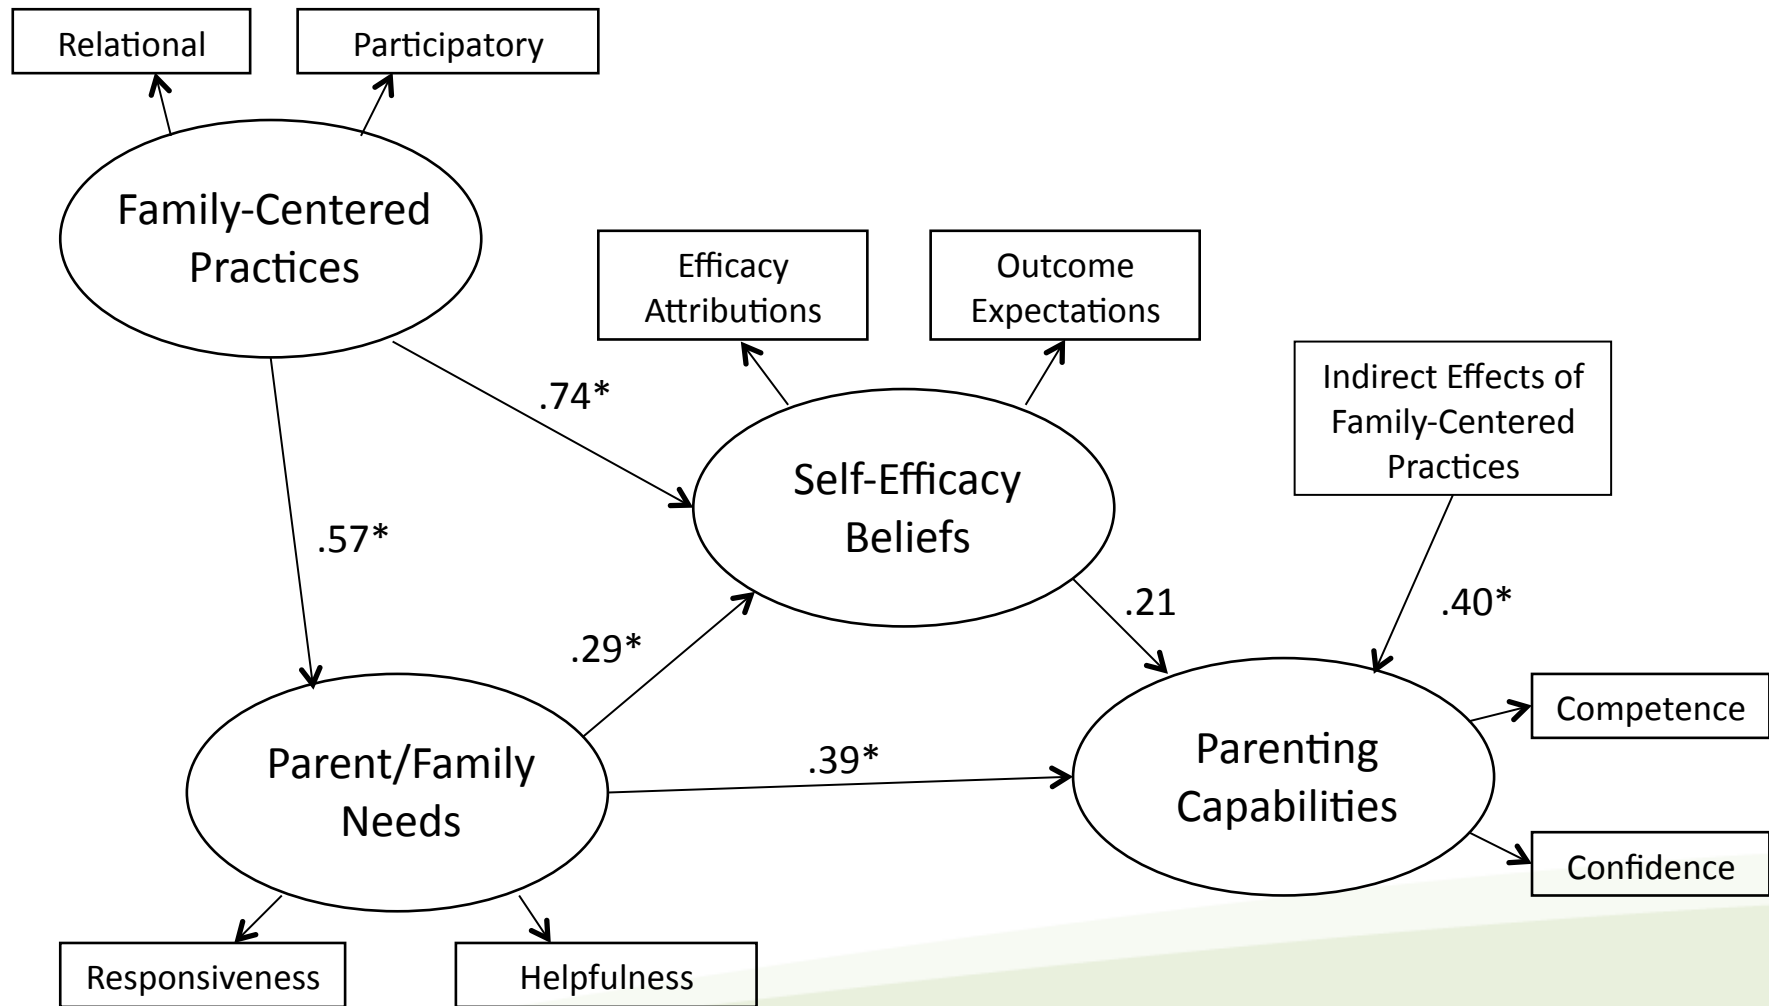 Relational
Participatory
Family-Centered
Practices
Efficacy
Attributions
Outcome
Expectations
Indirect Effects of
Family-Centered
Practices
.74*
Self-Efficacy
Beliefs
.57*
.21
.40*
.29*
Parent/Family
Needs
.39*
Parenting
Capabilities
Competence
Confidence
Responsiveness
Helpfulness